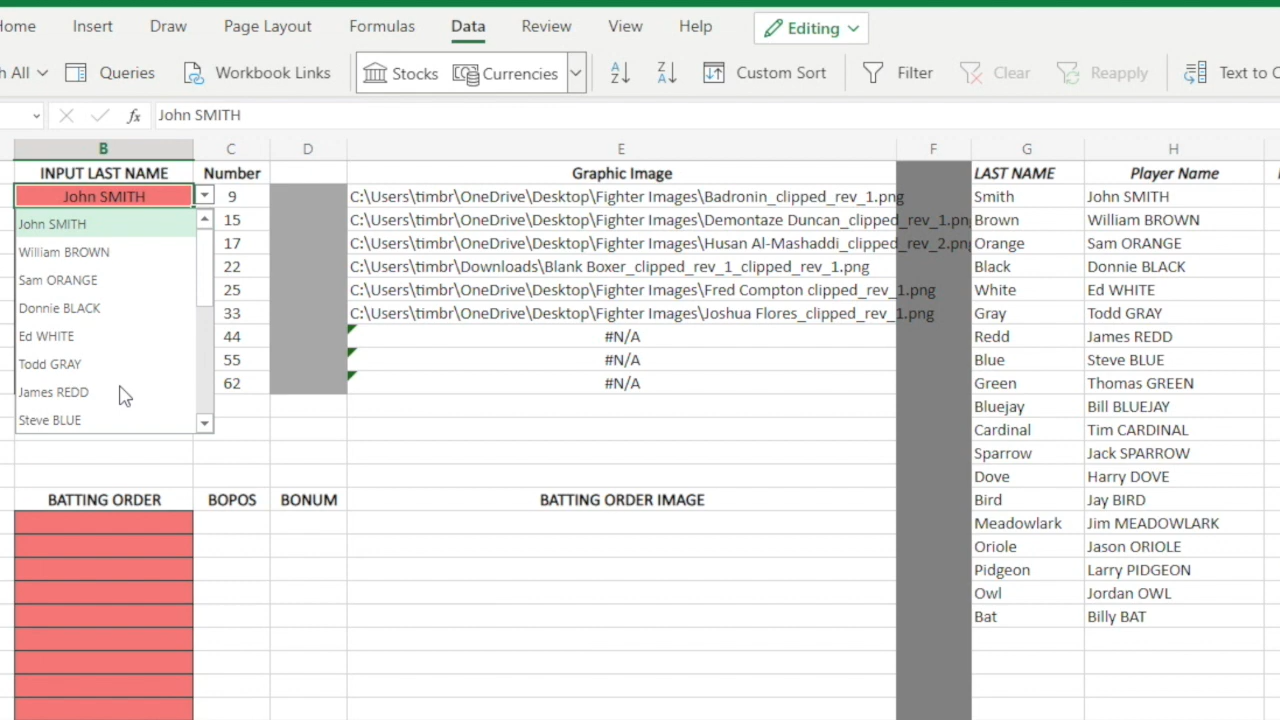 ome Insert Draw Page Layout Formulas Data Review View Help Editing
h All Queries Workbook Links Stocks Currencies Custom Sort Filter Clear Reapply Text to C
fx John SMITH
B C D E F G H
INPUT LAST NAME Number Graphic Image LAST NAME Player Name
John SMITH 9 C:\Users\timbr\OneDrive\Desktop\Fighter Images\Badronin_clipped_rev_1.png Smith John SMITH
John SMITH 15 C:\Users\timbr\OneDrive\Desktop\Fighter Images\Demontaze Duncan_clipped_rev_1.pn Brown William BROWN
William BROWN 17 C:\Users\timbr\OneDrive\Desktop\Fighter Images\Husan Al-Mashaddi_clipped_rev_2.pn Orange Sam ORANGE
Sam ORANGE 22 C:\Users\timbr\Downloads\Blank Boxer_clipped_rev_1_clipped_rev_1.png Black Donnie BLACK
Donnie BLACK 25 C:\Users\timbr\OneDrive\Desktop\Fighter Images\Fred Compton clipped_rev_1.png White Ed WHITE
33 C:\Users\timbr\OneDrive\Desktop\Fighter Images\Joshua Flores_clipped_rev_1.png Gray Todd GRAY
Ed WHITE 44 #N/A Redd James REDD
Todd GRAY 55 #N/A Blue Steve BLUE
James REDD 62 #N/A Green Thomas GREEN
Steve BLUE Bluejay Bill BLUEJAY
Cardinal Tim CARDINAL
Sparrow Jack SPARROW
Dove Harry DOVE
BATTING ORDER BOPOS BONUM BATTING ORDER IMAGE Bird Jay BIRD
Meadowlark Jim MEADOWLARK
Oriole Jason ORIOLE
Pidgeon Larry PIDGEON
Owl Jordan OWL
Bat Billy BAT